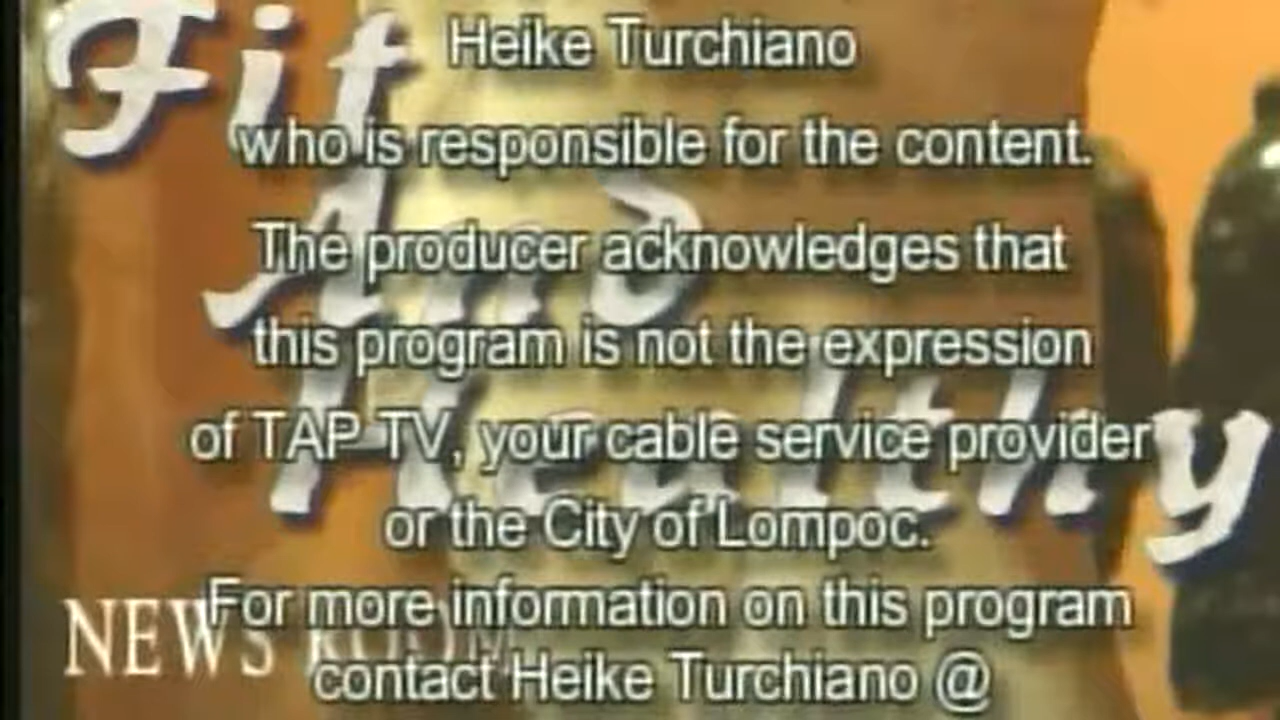 Heike Turchiano
who is responsible for the content.
The producer acknowledges that
this program is not the expression
of TAP TV, your cable service provider
or the City of Lompoc.
For more information on this program
contact Heike Turchiano @
Fit
And
Healthy
NEWS ROOM